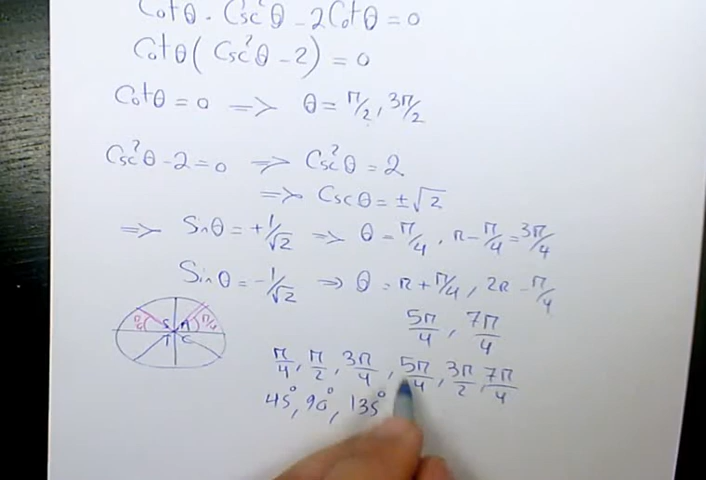 Cotθ · Csc²θ - 2Cotθ = 0
Cotθ ( Csc²θ - 2 ) = 0
Cotθ = 0 => θ = π/2, 3π/2
Csc²θ - 2 = 0 => Csc²θ = 2
=> Cscθ = ±√2
=> Sinθ = +1/√2 => θ = π/4, π - π/4 = 3π/4
Sinθ = -1/√2 => θ = π + π/4, 2π - π/4
5π/4, 7π/4
S A π/4
T C
π/4, π/2, 3π/4, 5π/4, 3π/2, 7π/4
45°, 90°, 135°